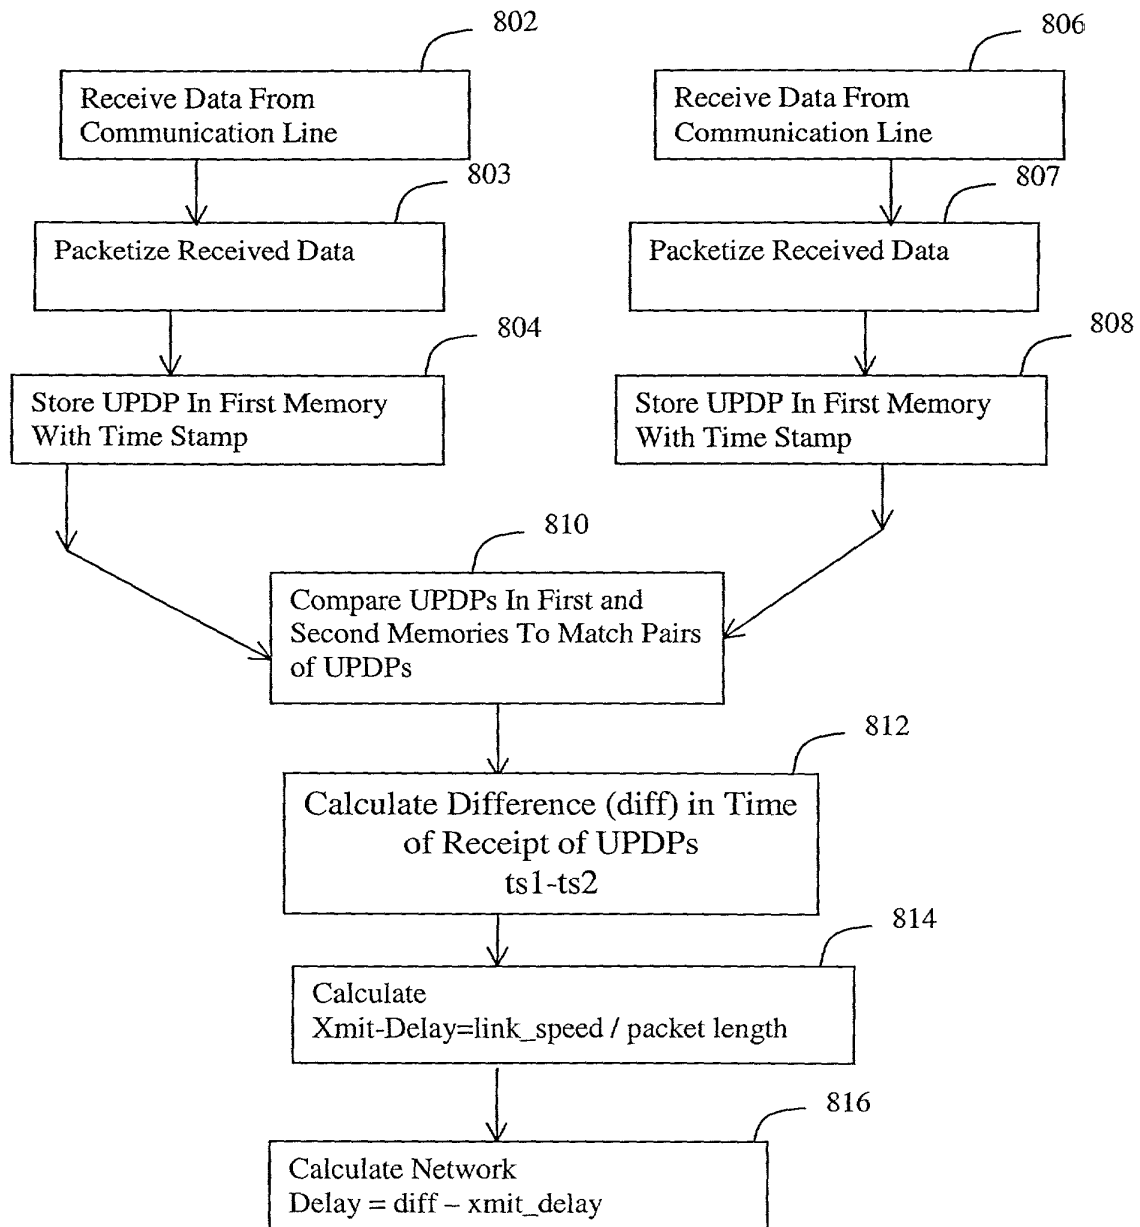 802
806
Receive Data From
Communication Line
Receive Data From
Communication Line
803
807
Packetize Received Data
Packetize Received Data
804
808
Store UPDP In First Memory
With Time Stamp
Store UPDP In First Memory
With Time Stamp
810
Compare UPDPs In First and
Second Memories To Match Pairs
of UPDPs
812
Calculate Difference (diff) in Time
of Receipt of UPDPs
ts1-ts2
814
Calculate
Xmit-Delay=link_speed / packet length
816
Calculate Network
Delay = diff – xmit_delay